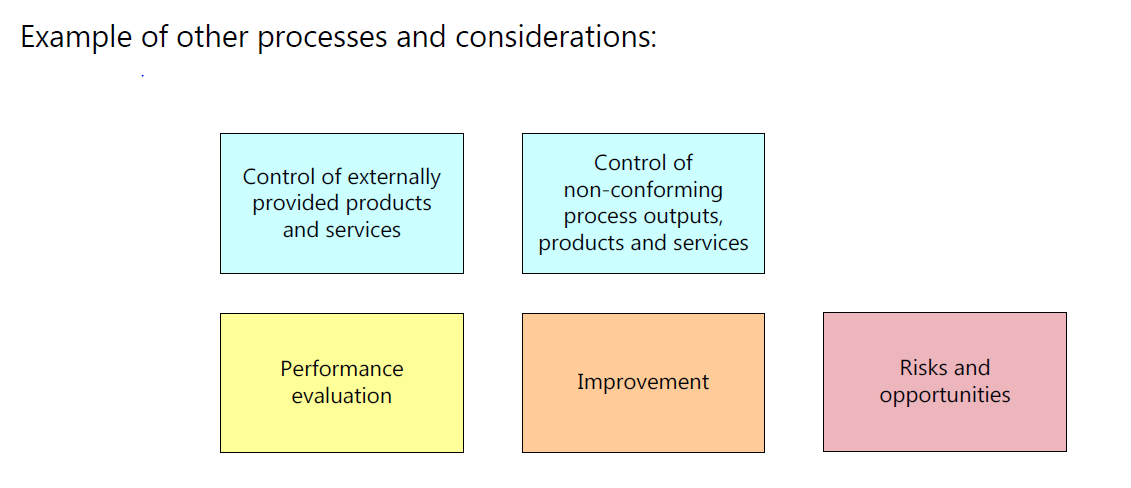 Example of other processes and considerations:
Control of externally
provided products
and services
Control of
non-conforming
process outputs,
products and services
Performance
evaluation
Improvement
Risks and
opportunities